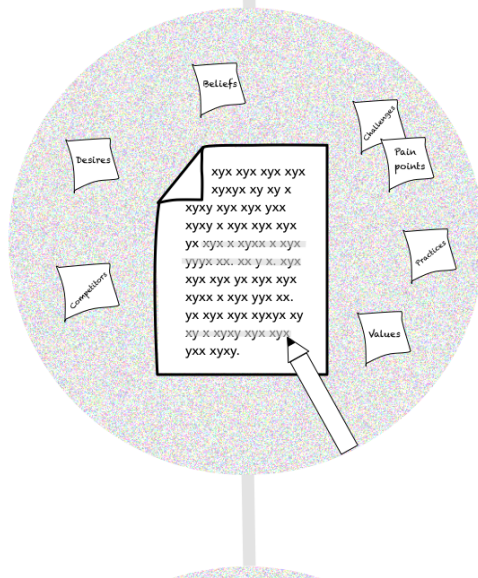 Beliefs
Challenges
Desires
Pain
points
xyx xyx xyx xyx
xyxyx xy xy x
xyxy xyx xyx yxx
xyxy x xyx xyx xyx
yx xyx x xyxx x xyx
yyyx xx. xx y x. xyx
xyx xyx yx xyx xyx
xyxx x xyx yyx xx.
yx xyx xyx xyxyx xy
xy x xyxy xyx xyx
yxx xyxy.
Practices
Competitors
Values